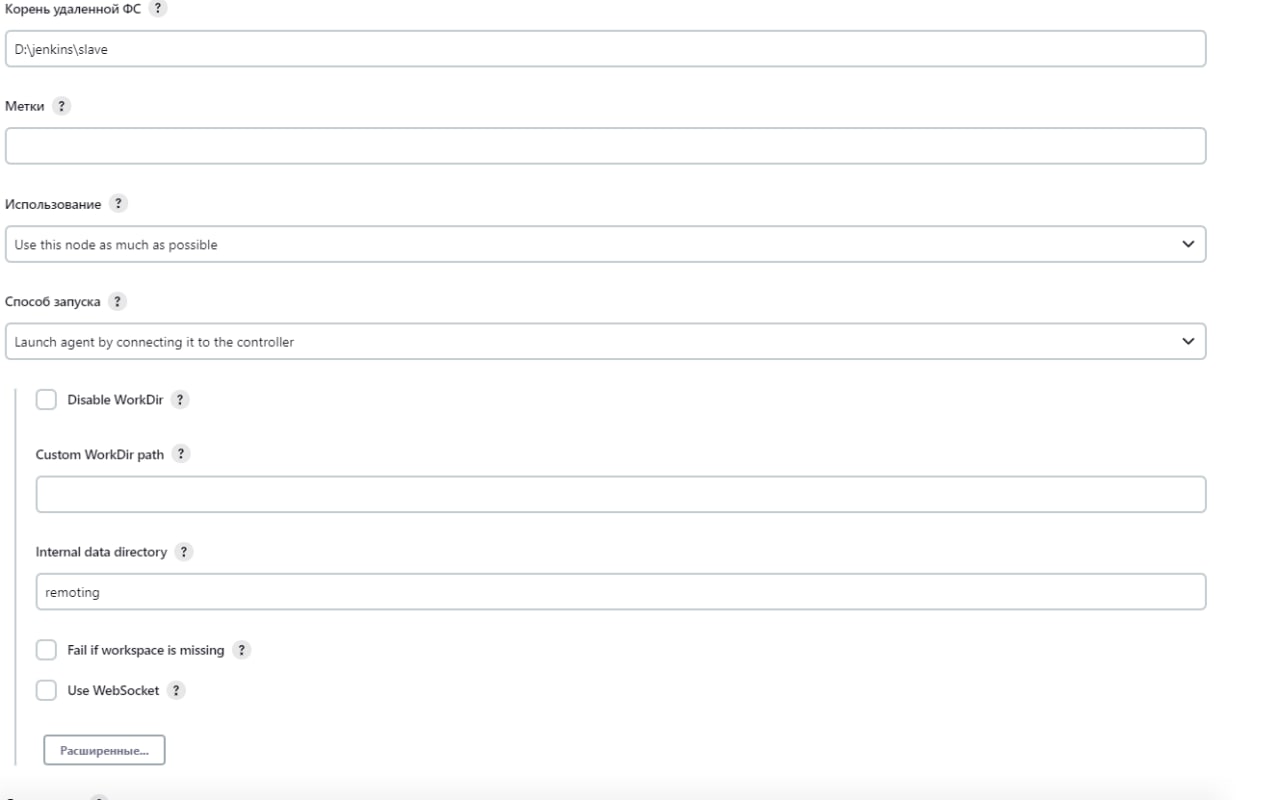 Корень удаленной ФС ?
D:\jenkins\slave
Метки ?
Использование ?
Use this node as much as possible
Способ запуска ?
Launch agent by connecting it to the controller
Disable WorkDir ?
Custom WorkDir path ?
Internal data directory ?
remoting
Fail if workspace is missing ?
Use WebSocket ?
Расширенные...